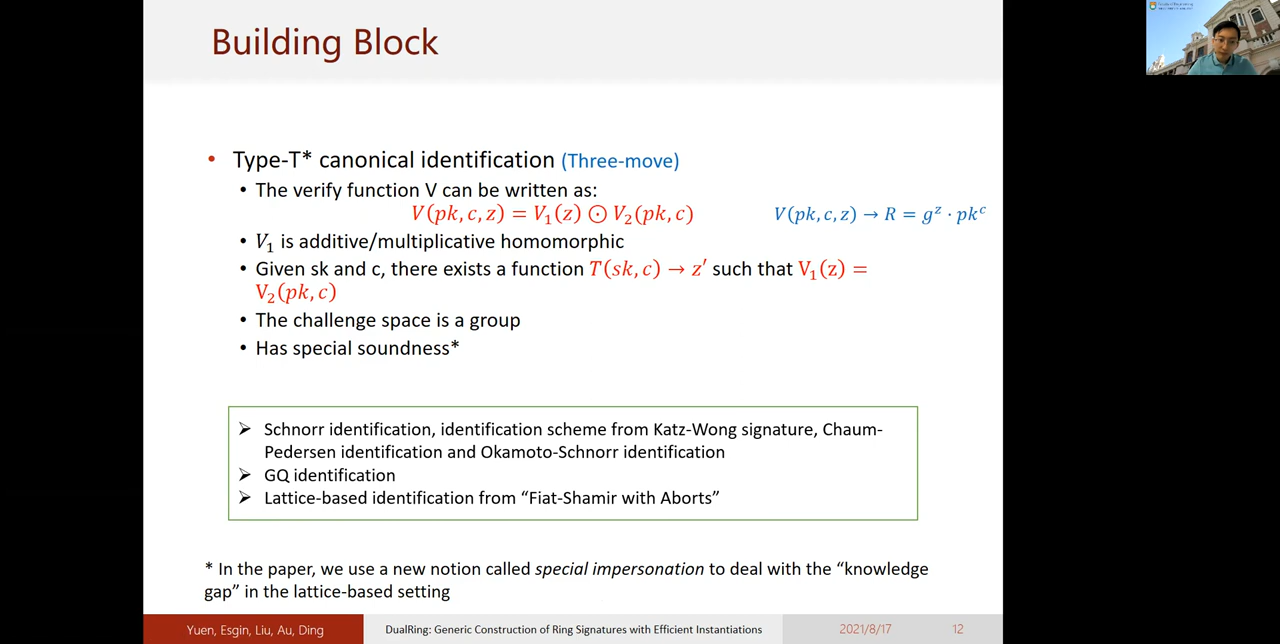 Building Block
• Type-T* canonical identification (Three-move)
• The verify function V can be written as:
V(pk, c, z) = V₁(z) ⊙ V₂(pk, c)
V(pk, c, z) → R = g^z · pk^c
• V₁ is additive/multiplicative homomorphic
• Given sk and c, there exists a function T(sk, c) → z′ such that V₁(z) =
V₂(pk, c)
• The challenge space is a group
• Has special soundness*
➢ Schnorr identification, identification scheme from Katz-Wong signature, Chaum-
Pedersen identification and Okamoto-Schnorr identification
➢ GQ identification
➢ Lattice-based identification from “Fiat-Shamir with Aborts”
* In the paper, we use a new notion called special impersonation to deal with the “knowledge
gap” in the lattice-based setting
Yuen, Esgin, Liu, Au, Ding
DualRing: Generic Construction of Ring Signatures with Efficient Instantiations
2021/8/17
12